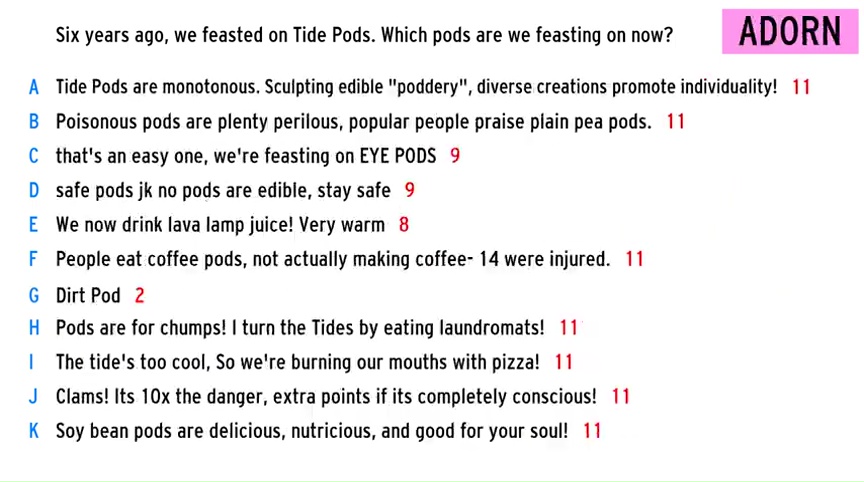 Six years ago, we feasted on Tide Pods. Which pods are we feasting on now?
ADORN
A Tide Pods are monotonous. Sculpting edible "poddery", diverse creations promote individuality! 11
B Poisonous pods are plenty perilous, popular people praise plain pea pods. 11
C that's an easy one, we're feasting on EYE PODS 9
D safe pods jk no pods are edible, stay safe 9
E We now drink lava lamp juice! Very warm 8
F People eat coffee pods, not actually making coffee- 14 were injured. 11
G Dirt Pod 2
H Pods are for chumps! I turn the Tides by eating laundromats! 11
I The tide's too cool, So we're burning our mouths with pizza! 11
J Clams! Its 10x the danger, extra points if its completely conscious! 11
K Soy bean pods are delicious, nutricious, and good for your soul! 11